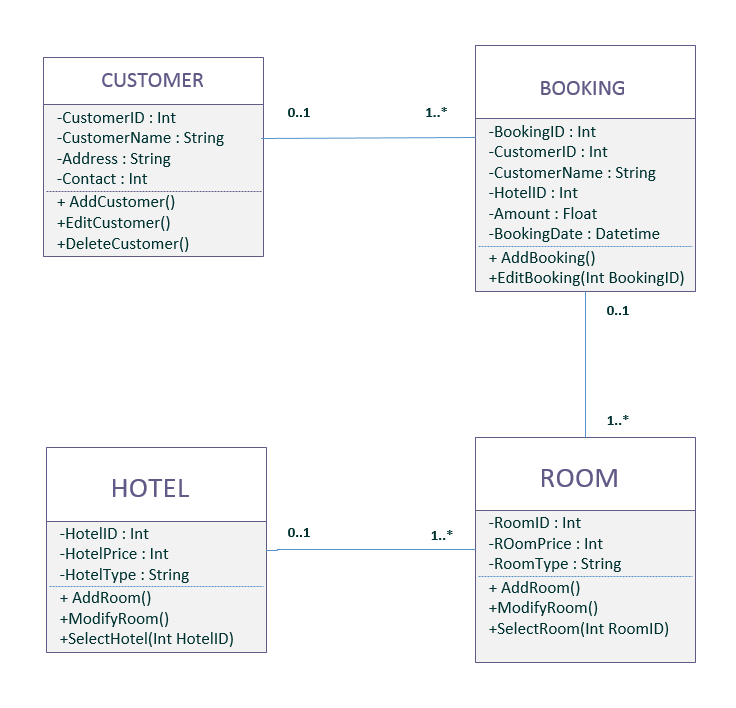 CUSTOMER
-CustomerID : Int
-CustomerName : String
-Address : String
-Contact : Int
+ AddCustomer()
+EditCustomer()
+DeleteCustomer()
0..1
1..*
BOOKING
-BookingID : Int
-CustomerID : Int
-CustomerName : String
-HotelID : Int
-Amount : Float
-BookingDate : Datetime
+ AddBooking()
+EditBooking(Int BookingID)
0..1
1..*
HOTEL
-HotelID : Int
-HotelPrice : Int
-HotelType : String
+ AddRoom()
+ModifyRoom()
+SelectHotel(Int HotelID)
0..1
1..*
ROOM
-RoomID : Int
-ROomPrice : Int
-RoomType : String
+ AddRoom()
+ModifyRoom()
+SelectRoom(Int RoomID)